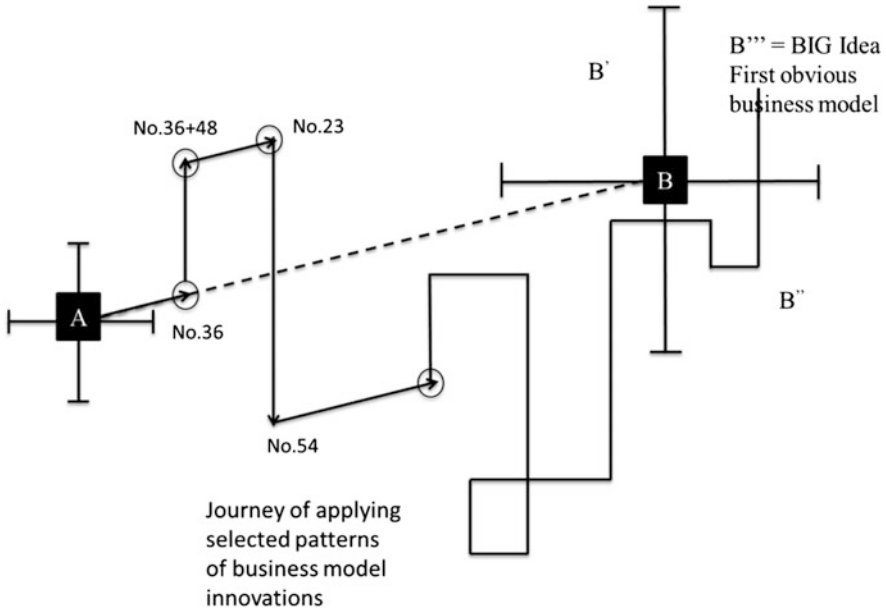 B’
B’’’ = BIG Idea
First obvious
business model
No.36+48
No.23
B
A
No.36
B’’
No.54
Journey of applying
selected patterns
of business model
innovations